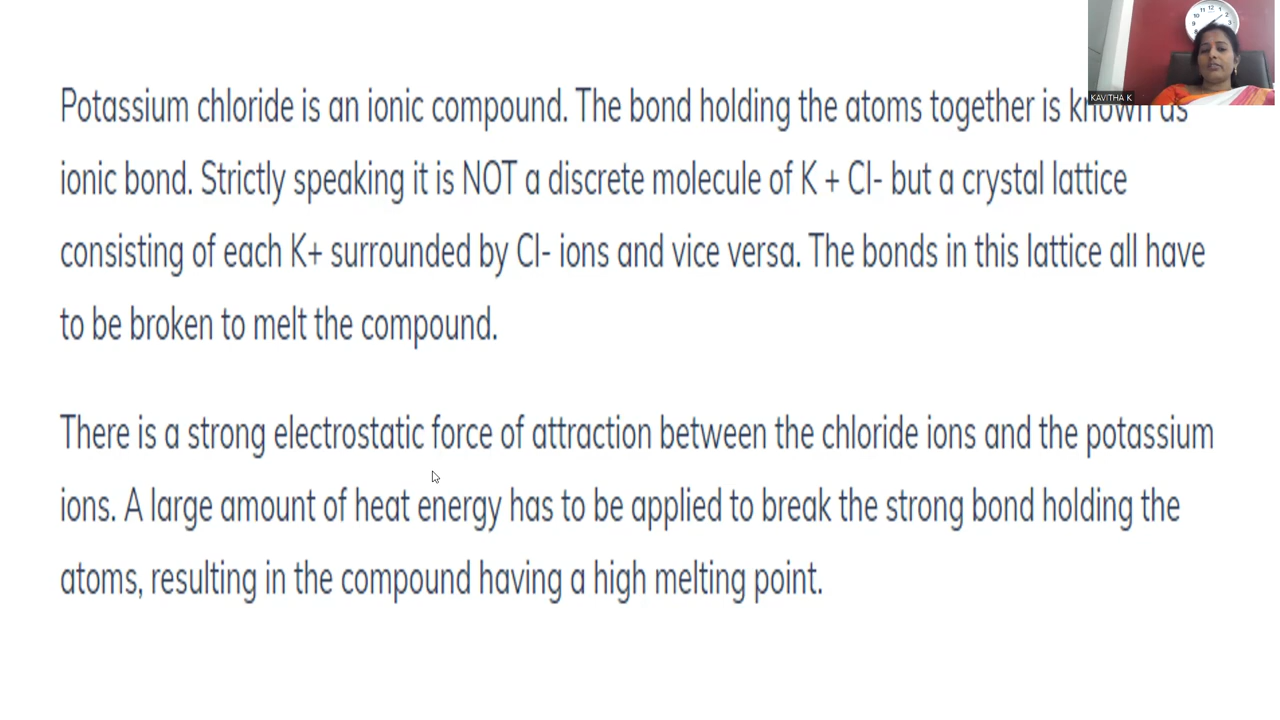 Potassium chloride is an ionic compound. The bond holding the atoms together is known as
ionic bond. Strictly speaking it is NOT a discrete molecule of K + Cl- but a crystal lattice
consisting of each K+ surrounded by Cl- ions and vice versa. The bonds in this lattice all have
to be broken to melt the compound.
There is a strong electrostatic force of attraction between the chloride ions and the potassium
ions. A large amount of heat energy has to be applied to break the strong bond holding the
atoms, resulting in the compound having a high melting point.
KAVITHA K